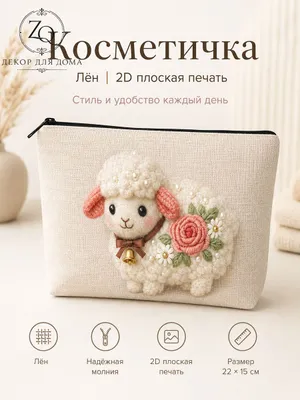 ZG
ДЕКОР ДЛЯ ДОМА
Косметичка
Лён | 2D плоская печать
Стиль и удобство каждый день
Лён
Надёжная
молния
2D плоская
печать
Размер
22 × 15 см